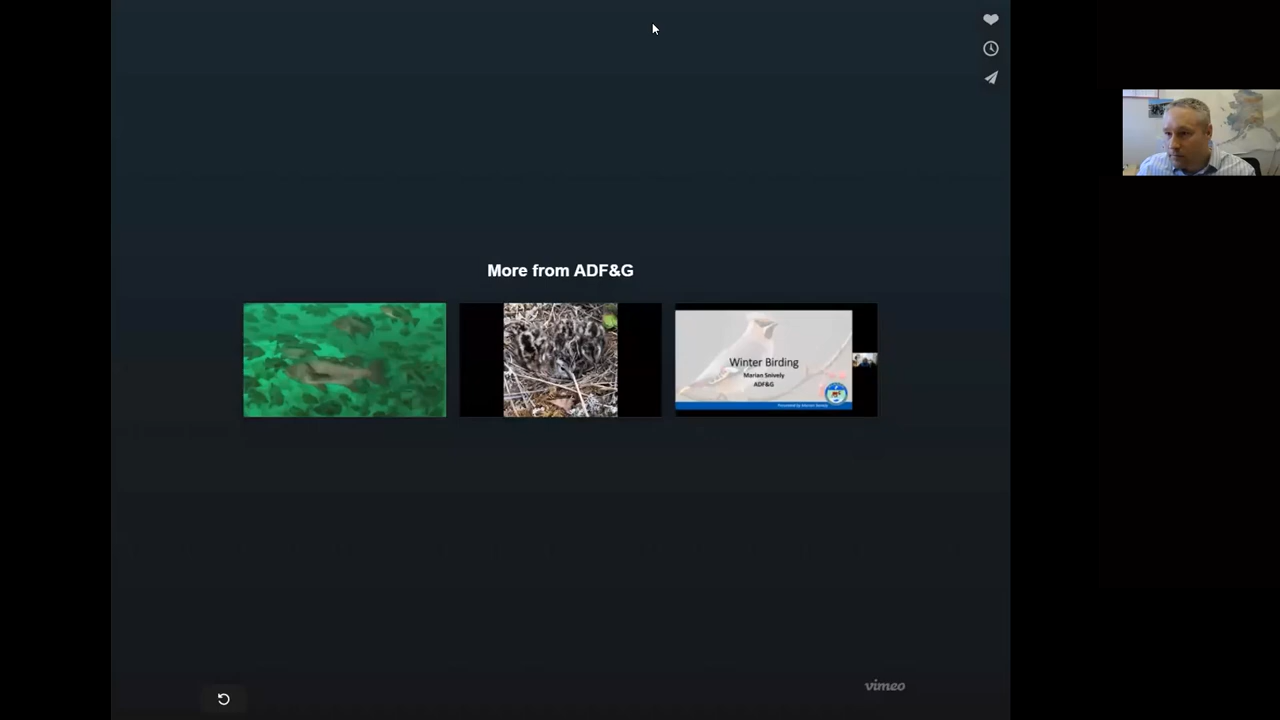 More from ADF&G
Winter Birding
Marian Snively
ADF&G
vimeo